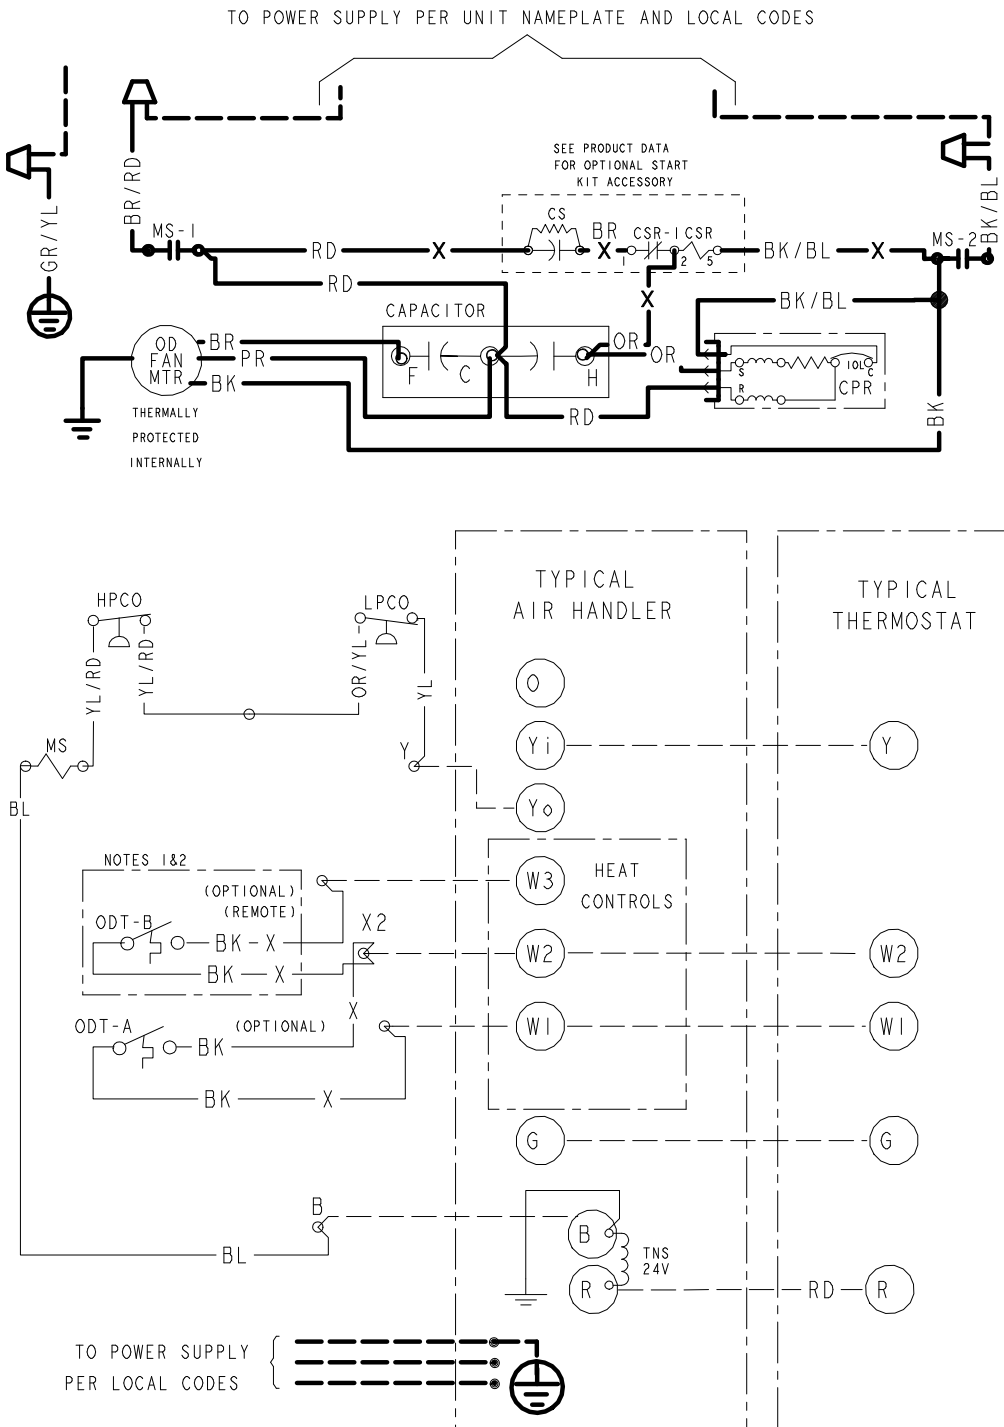 TO POWER SUPPLY PER UNIT NAMEPLATE AND LOCAL CODES
SEE PRODUCT DATA
FOR OPTIONAL START
KIT ACCESSORY
BR/RD
GR/YL
BK/BL
MS-1
RD
X
CS
BR
X
CSR-1 CSR
2
5
BK/BL
X
MS-2
RD
X
BK/BL
CAPACITOR
OD
FAN
MTR
BR
PR
BK
F
C
H
OR
OR
RD
S
R
IOL
C
CPR
BK
THERMALLY
PROTECTED
INTERNALLY
TYPICAL
AIR HANDLER
TYPICAL
THERMOSTAT
HPCO
LPCO
YL/RD
YL/RD
OR/YL
YL
O
MS
Y
Yi
Y
BL
Yo
NOTES 1&2
HEAT
CONTROLS
(OPTIONAL)
(REMOTE)
W3
ODT-B
X2
BK-X
BK
X
W2
W2
X
ODT-A
(OPTIONAL)
BK
W1
W1
BK
X
G
G
B
BL
B
TNS
24V
R
RD
R
TO POWER SUPPLY
PER LOCAL CODES